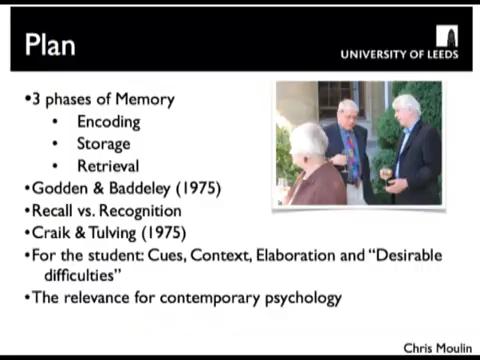 Plan
UNIVERSITY OF LEEDS
•3 phases of Memory
• Encoding
• Storage
• Retrieval
•Godden & Baddeley (1975)
•Recall vs. Recognition
•Craik & Tulving (1975)
•For the student: Cues, Context, Elaboration and “Desirable
difficulties”
•The relevance for contemporary psychology
Chris Moulin